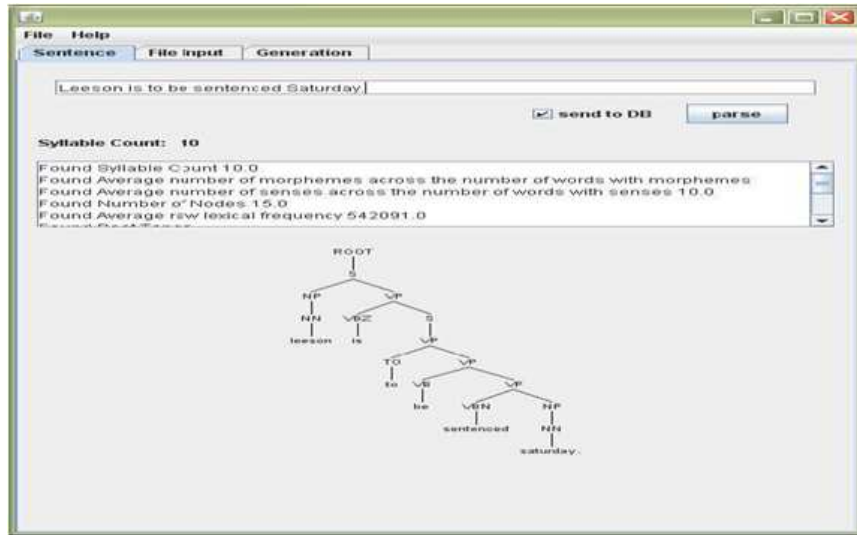 File Help
Sentence File Input Generation
Leeson is to be sentenced Saturday.
send to DB parse
Syllable Count: 10
Found Syllable Count 10.0
Found Average number of morphemes across the number of words with morphemes
Found Average number of senses across the number of words with senses 10.0
Found Number of Nodes 15.0
Found Average raw lexical frequency 542091.0
ROOT
S
NP VP
NN VBZ S
leeson is VP
TO VP
to VB VP
be VBN NP
sentenced NN
saturday.